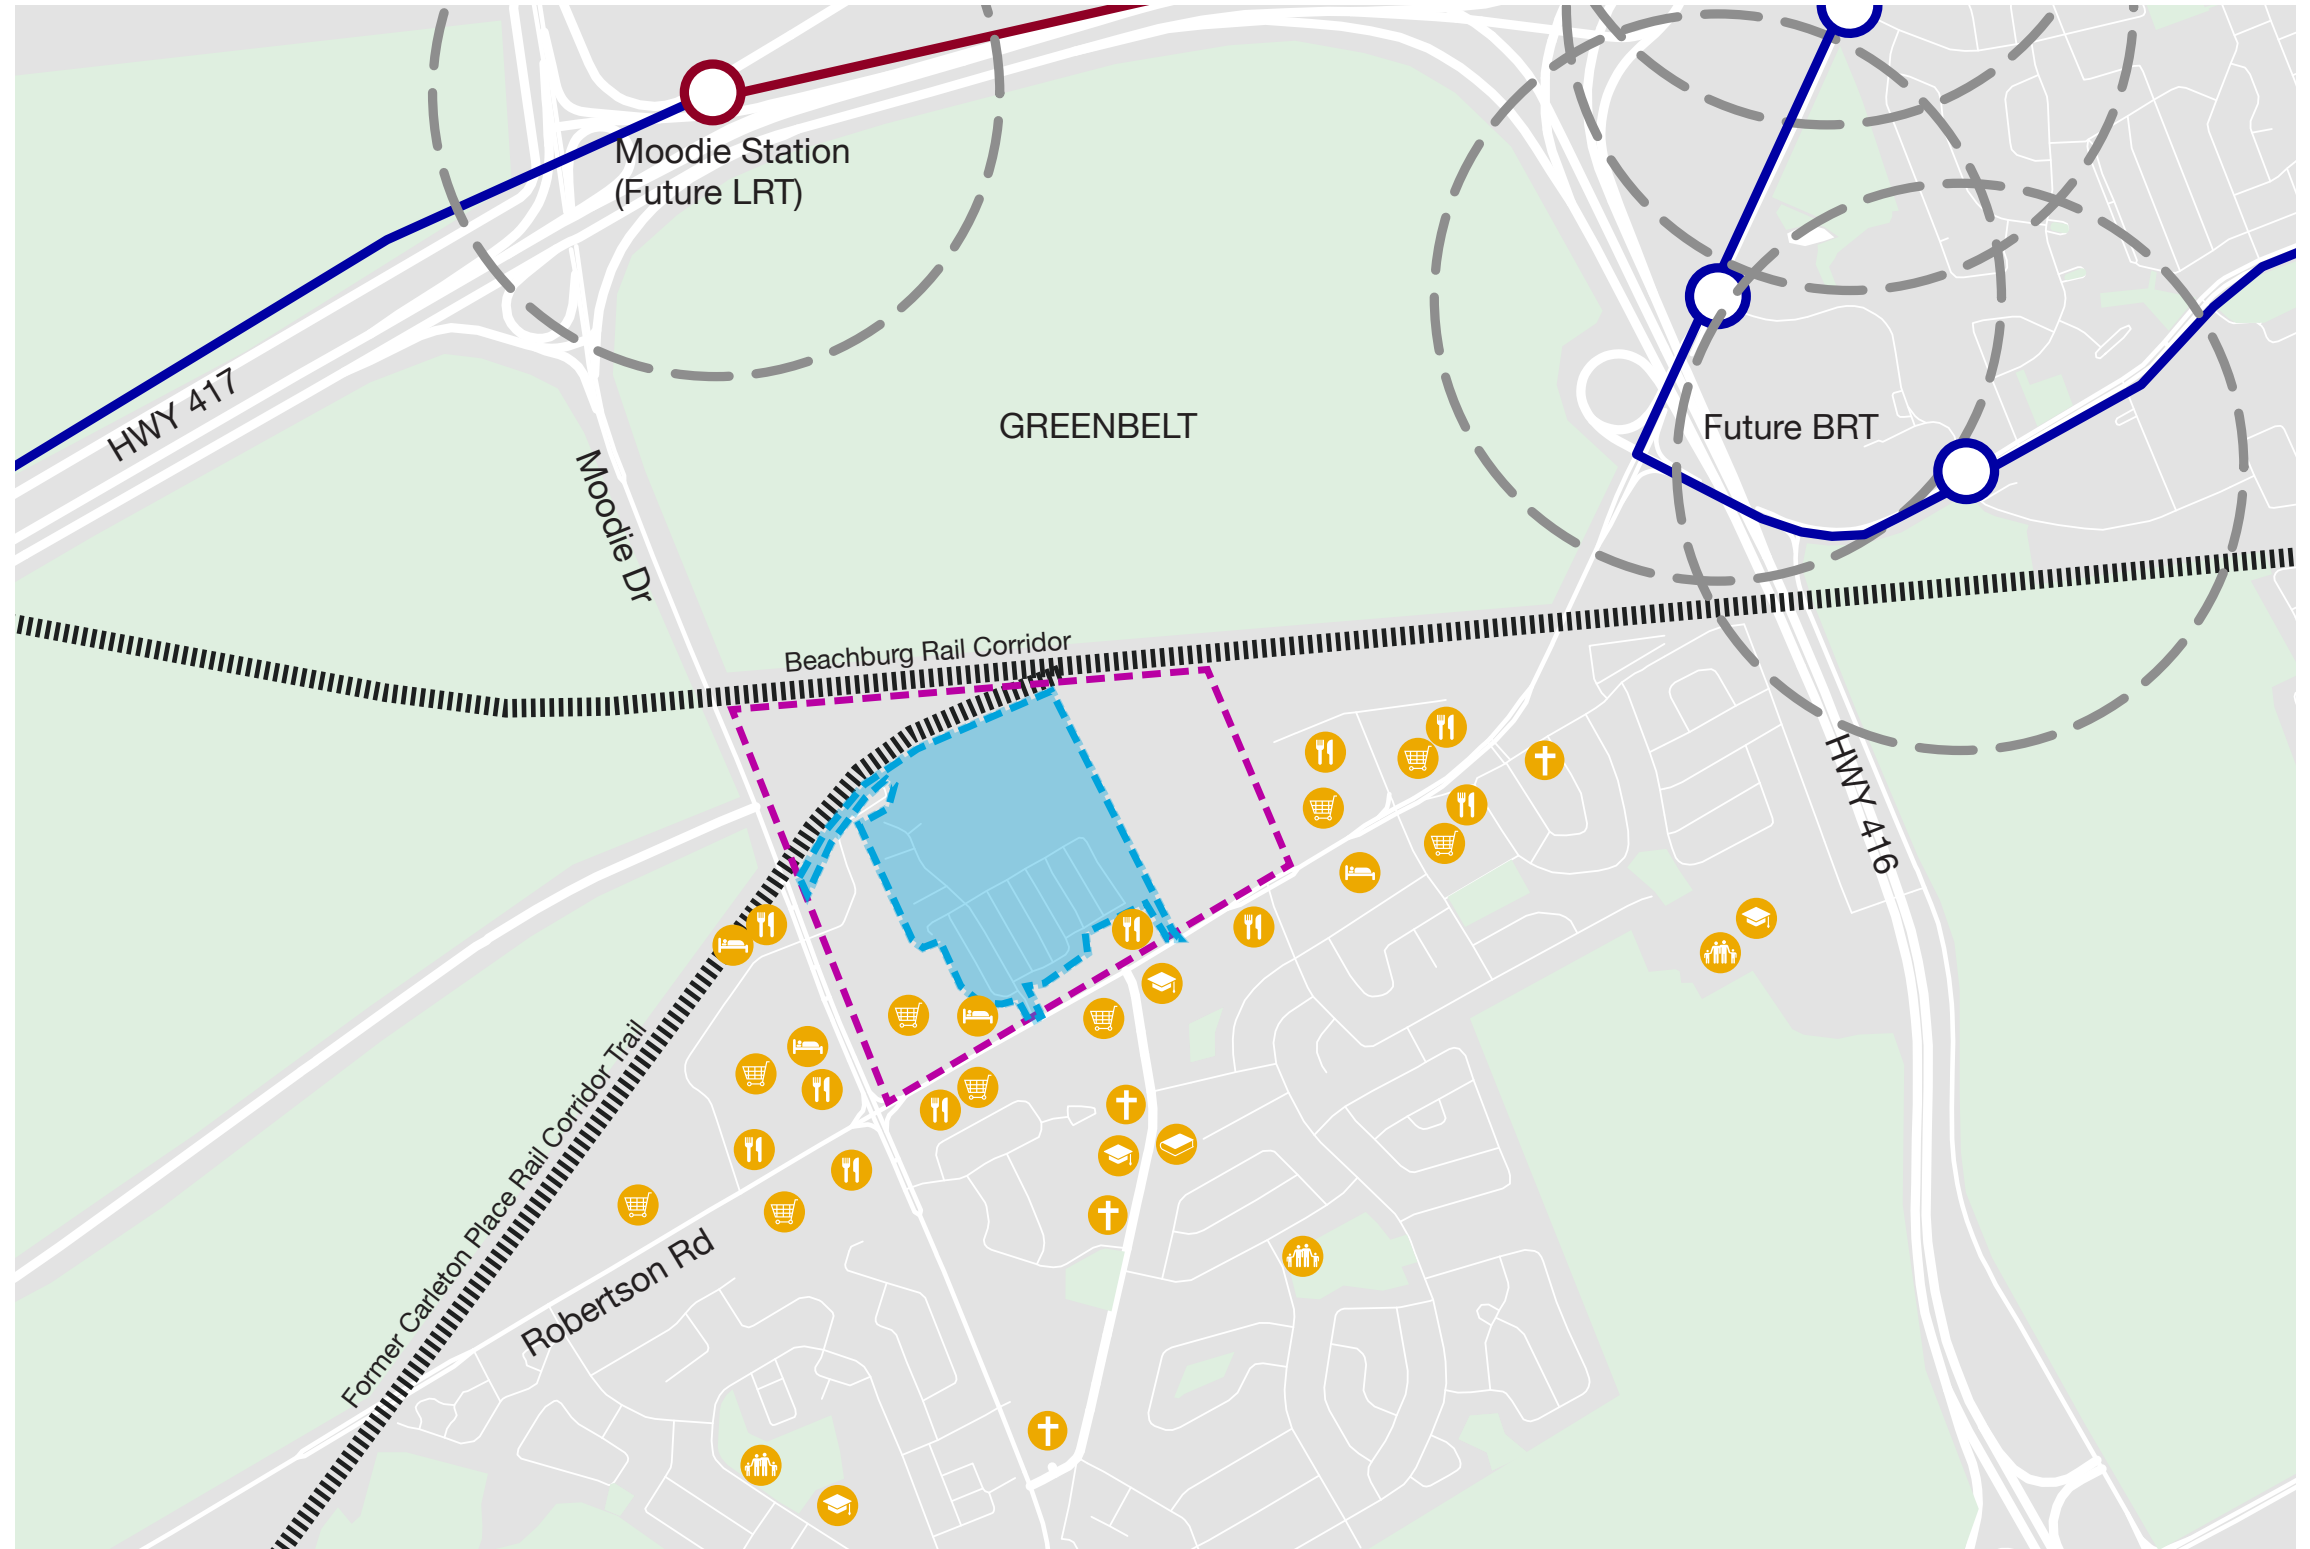 Moodie Station
(Future LRT)
HWY 417
GREENBELT
Future BRT
Moodie Dr
Beachburg Rail Corridor
HWY 416
Former Carleton Place Rail Corridor Trail
Robertson Rd